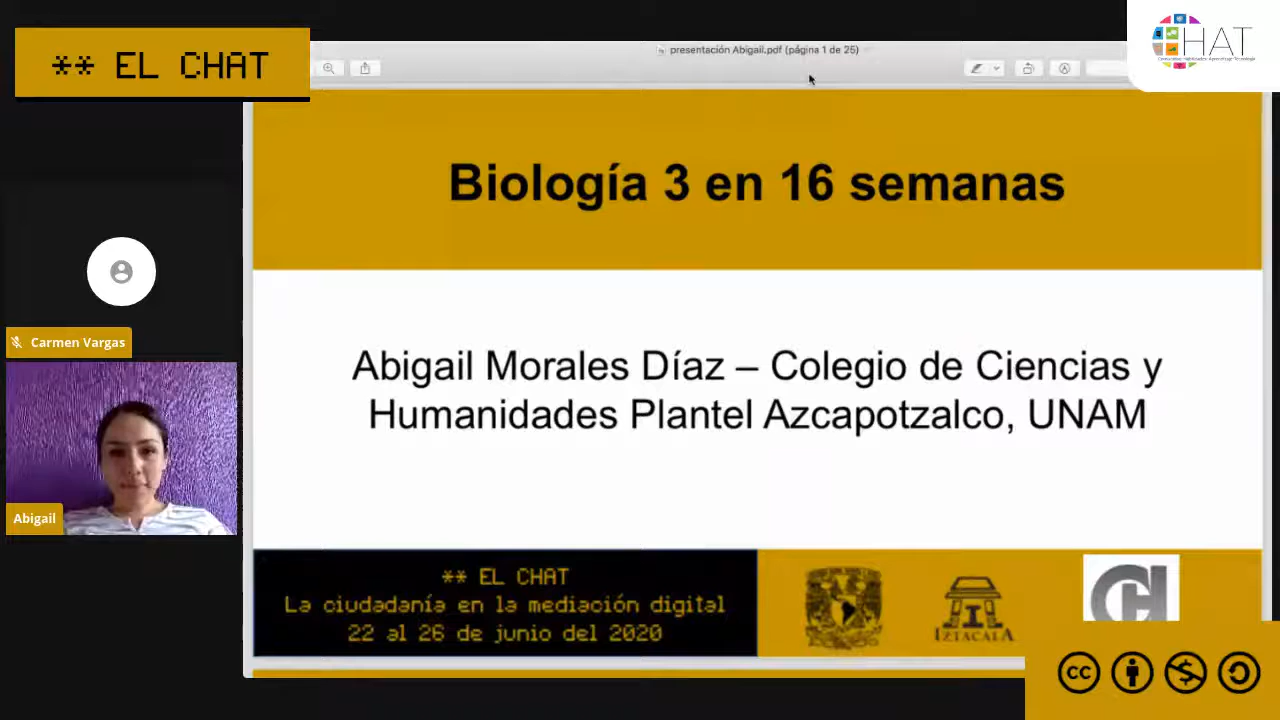 ** EL CHAT
presentación Abigail.pdf (página 1 de 25)
CHAT
Biología 3 en 16 semanas
Abigail Morales Díaz – Colegio de Ciencias y
Humanidades Plantel Azcapotzalco, UNAM
Carmen Vargas
Abigail
** EL CHAT
La ciudadanía en la mediación digital
22 al 26 de junio del 2020
IZTACALA
CC